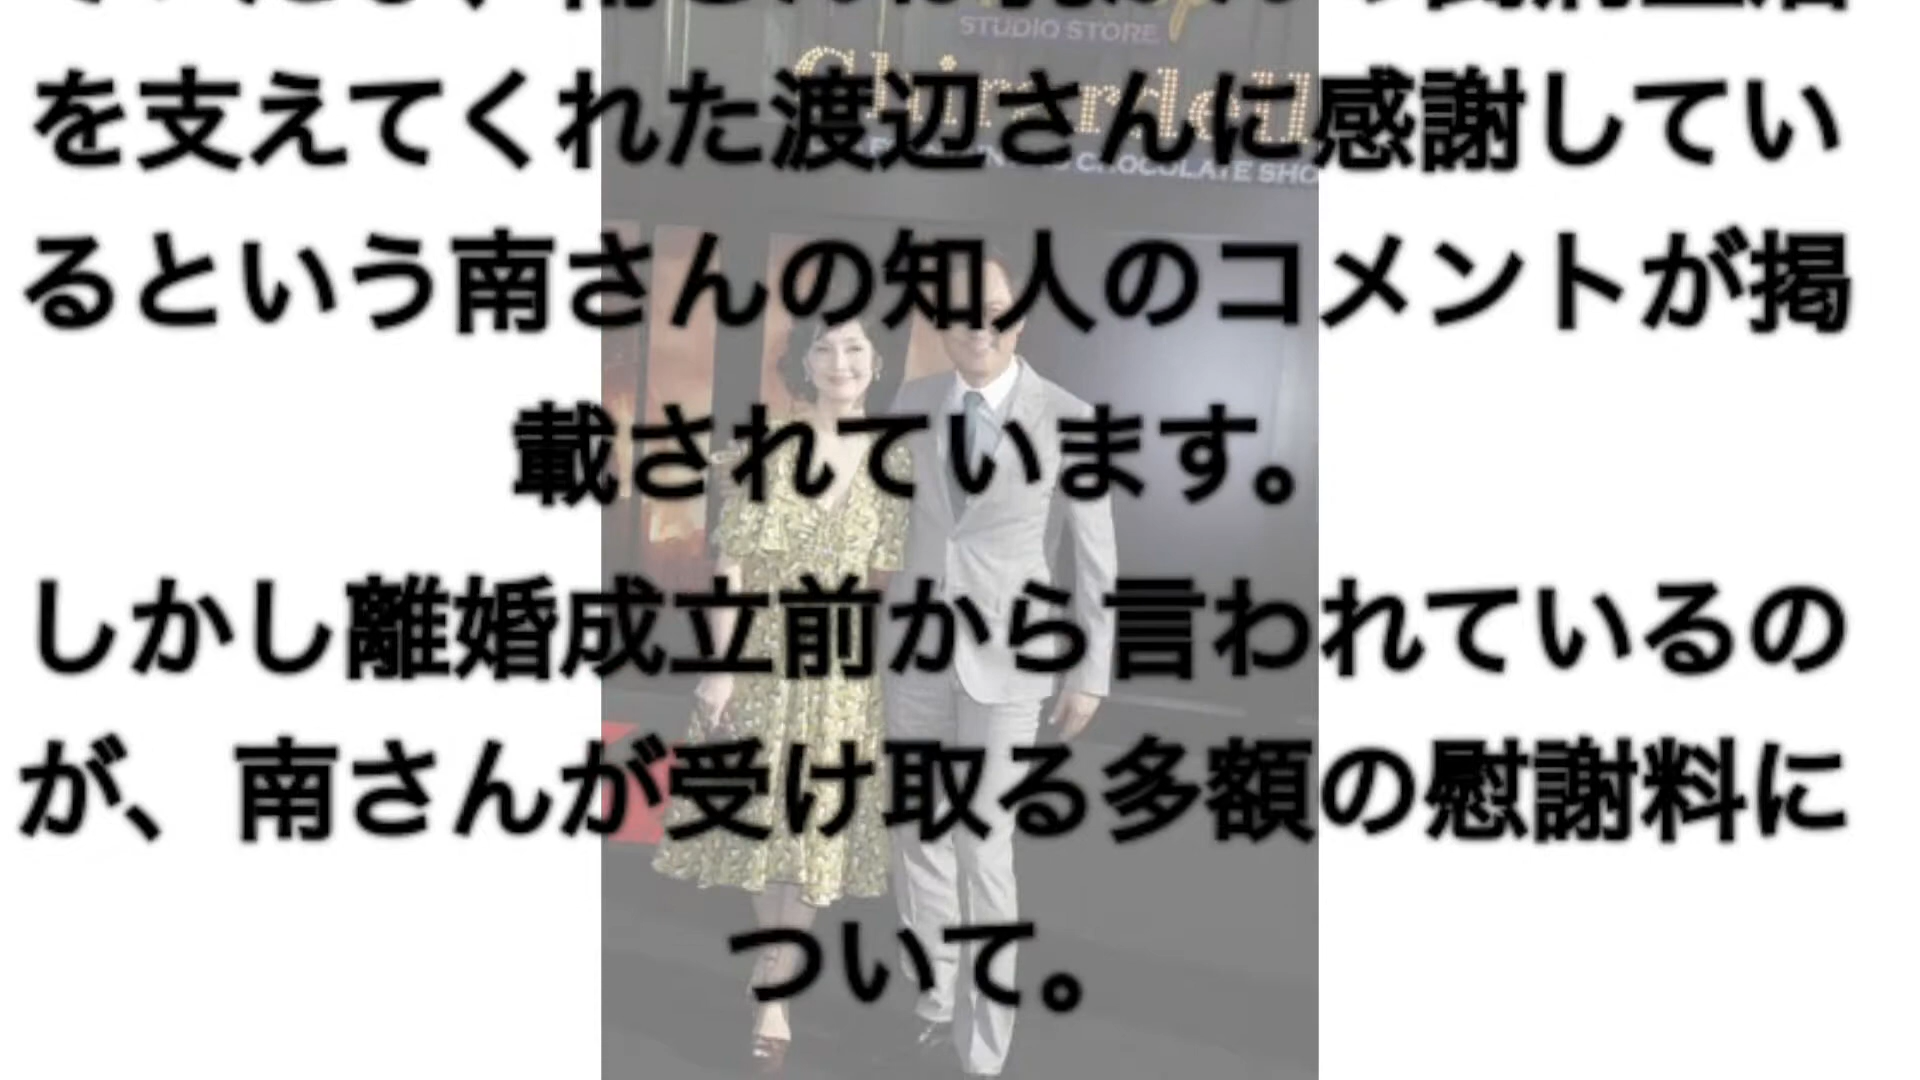 STUDIO STORE
Ghirardelli
を支えてくれた渡辺さんに感謝してい
CHOCOLATE SHO
るという南さんの知人のコメントが掲
載されています。
しかし離婚成立前から言われているの
が、南さんが受け取る多額の慰謝料に
ついて。